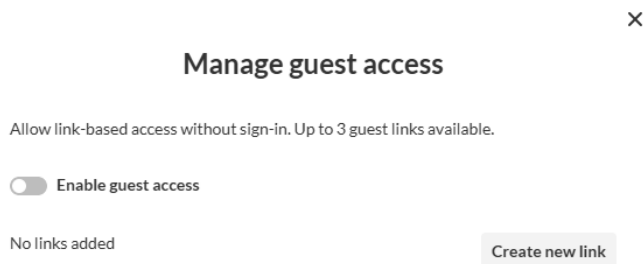 Manage guest access
Allow link-based access without sign-in. Up to 3 guest links available.
Enable guest access
No links added
Create new link